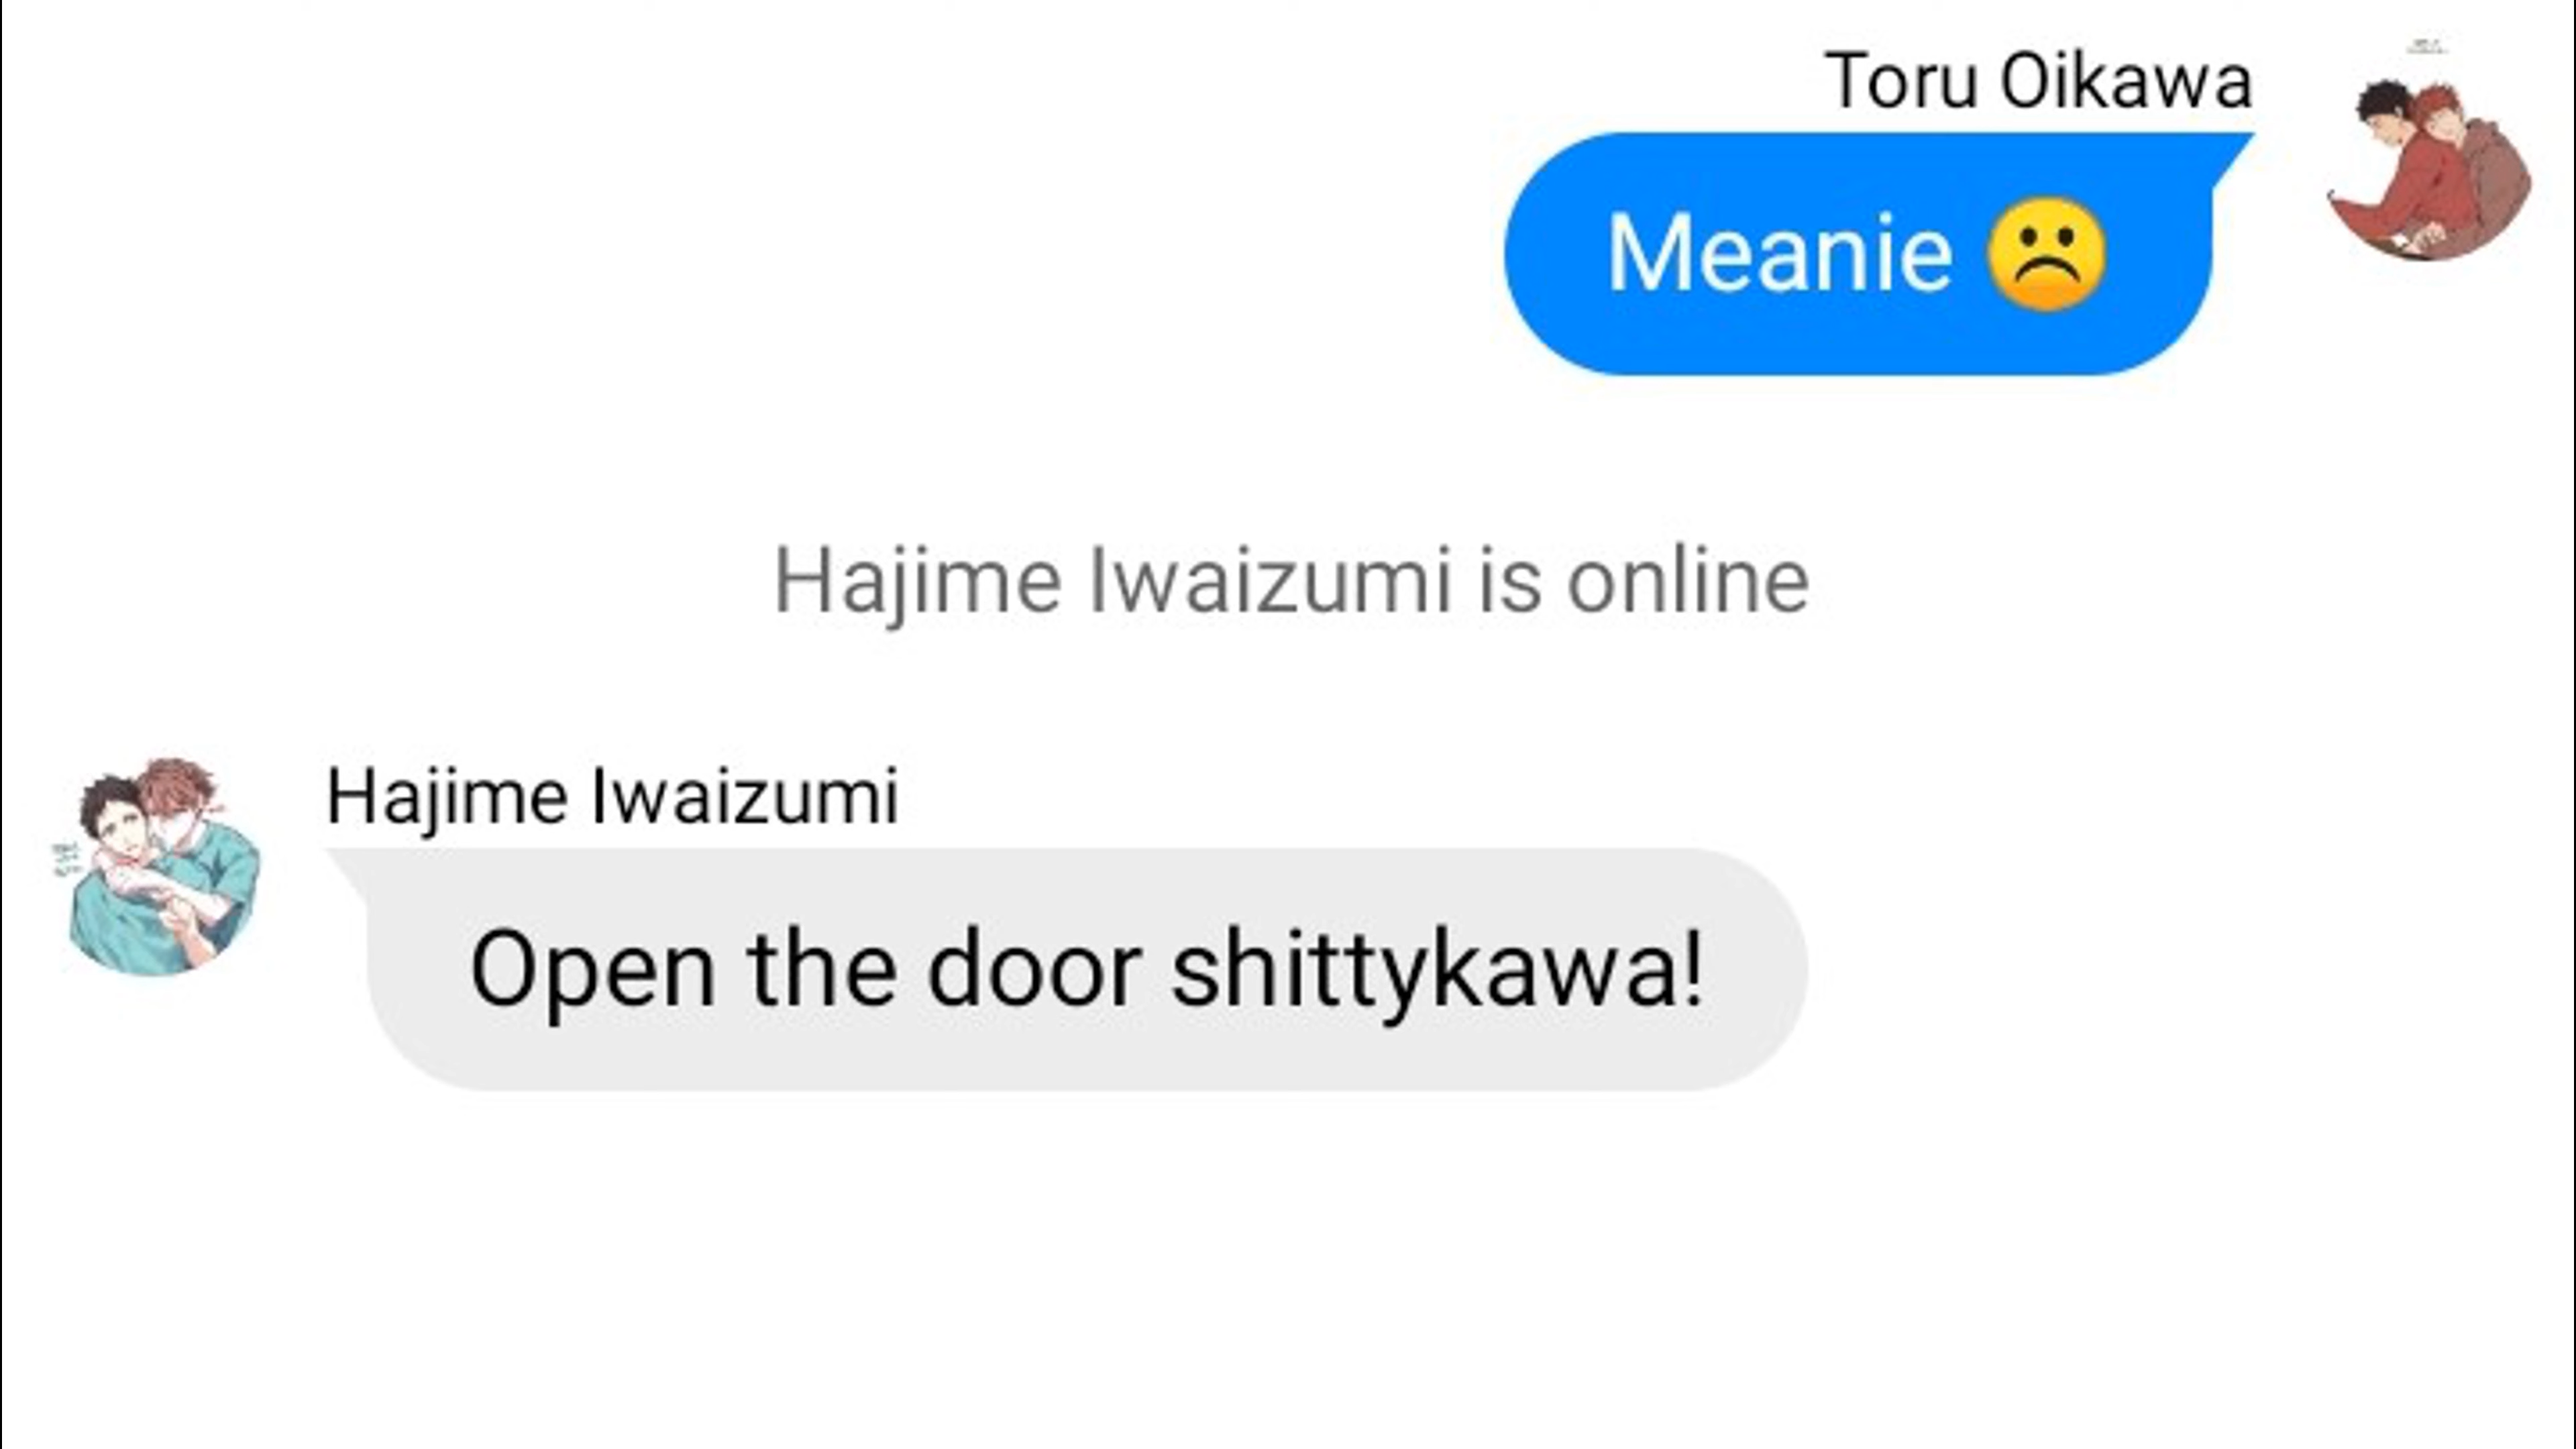 Toru Oikawa
Meanie ☹️
Hajime Iwaizumi is online
Hajime Iwaizumi
Open the door shittykawa!